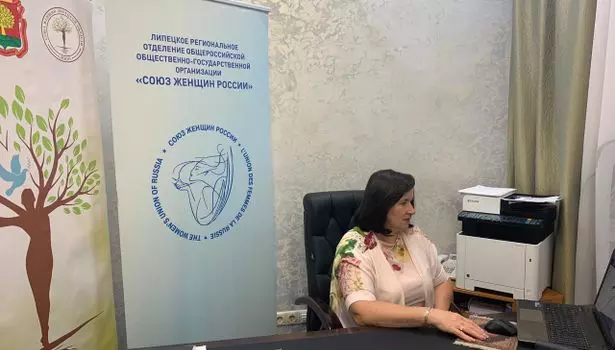 ЛИПЕЦКОЕ РЕГИОНАЛЬНОЕ
ОТДЕЛЕНИЕ ОБЩЕРОССИЙСКОЙ
ОБЩЕСТВЕННО-ГОСУДАРСТВЕННОЙ
ОРГАНИЗАЦИИ
«СОЮЗ ЖЕНЩИН РОССИИ»
* СОЮЗ ЖЕНЩИН РОССИИ *
L'UNION DES FEMMES DE LA RUSSIE *
THE WOMEN'S UNION OF RUSSIA